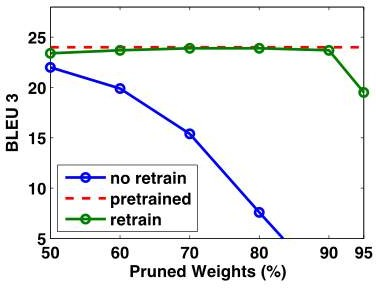 25
20
15
10
5
BLEU 3
no retrain
pretrained
retrain
50 60 70 80 90 95
Pruned Weights (%)